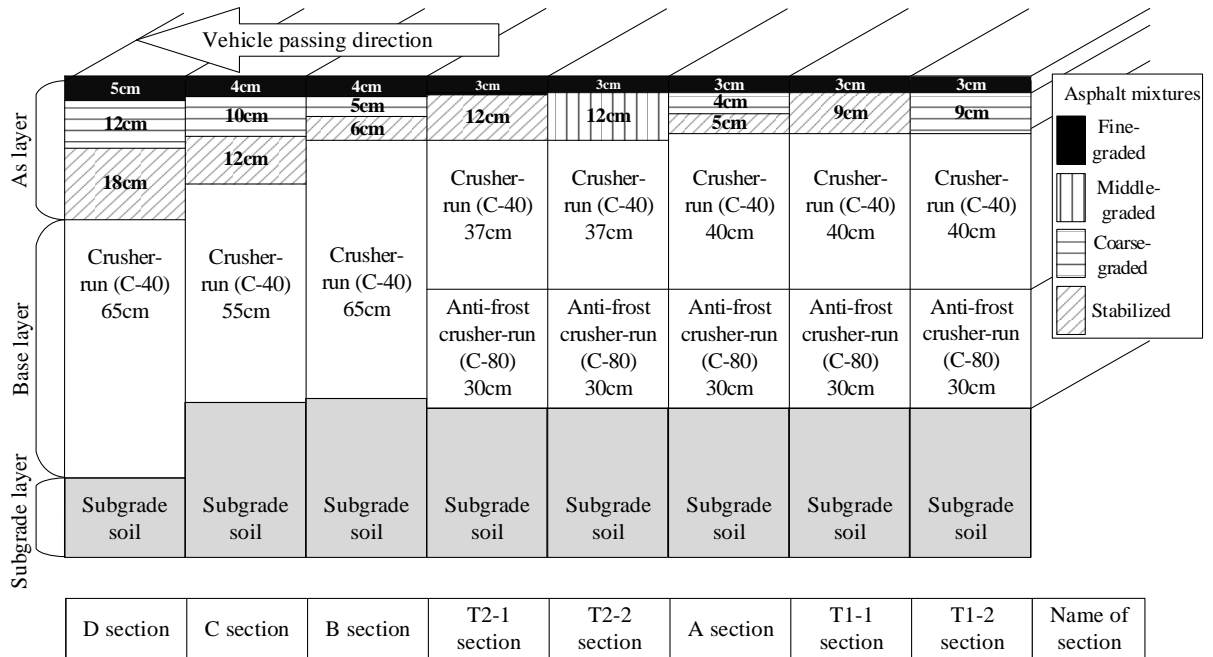 Vehicle passing direction
As layer
Base layer
Subgrade layer
5cm
12cm
18cm
Crusher-
run (C-40)
65cm
Subgrade
soil
4cm
10cm
12cm
Crusher-
run (C-40)
55cm
Subgrade
soil
4cm
5cm
6cm
Crusher-
run (C-40)
65cm
Subgrade
soil
3cm
12cm
Crusher-
run (C-40)
37cm
Anti-frost
crusher-run
(C-80)
30cm
Subgrade
soil
3cm
12cm
Crusher-
run (C-40)
37cm
Anti-frost
crusher-run
(C-80)
30cm
Subgrade
soil
3cm
4cm
5cm
Crusher-
run (C-40)
40cm
Anti-frost
crusher-run
(C-80)
30cm
Subgrade
soil
3cm
9cm
Crusher-
run (C-40)
40cm
Anti-frost
crusher-run
(C-80)
30cm
Subgrade
soil
3cm
9cm
Crusher-
run (C-40)
40cm
Anti-frost
crusher-run
(C-80)
30cm
Subgrade
soil
Asphalt mixtures
Fine-
graded
Middle-
graded
Coarse-
graded
Stabilized
D section
C section
B section
T2-1
section
T2-2
section
A section
T1-1
section
T1-2
section
Name of
section